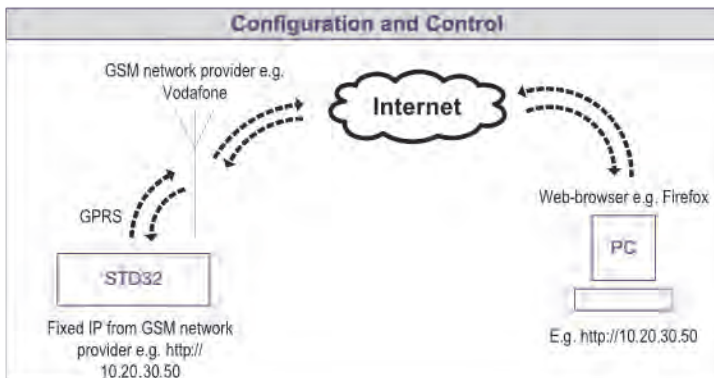 Configuration and Control
GSM network provider e.g.
Vodafone
Internet
GPRS
Web-browser e.g. Firefox
PC
STD32
Fixed IP from GSM network
provider e.g. http://
10.20.30.50
E.g. http://10.20.30.50